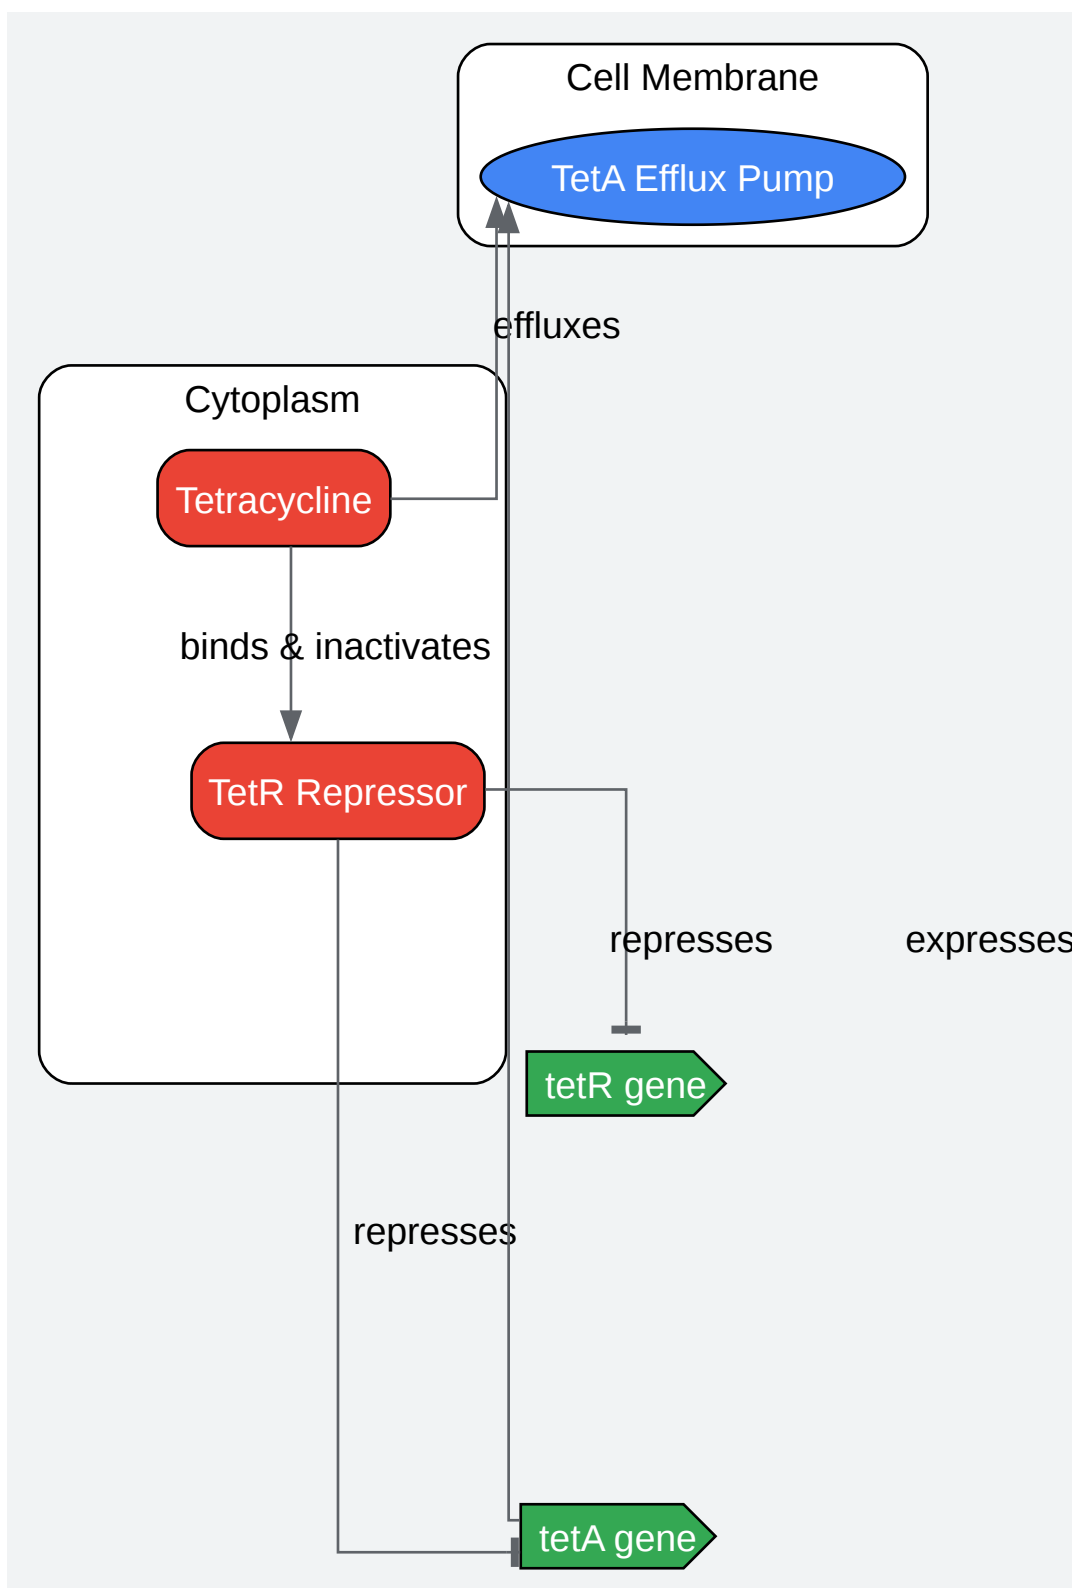 Cell Membrane
TetA Efflux Pump
effluxes
Cytoplasm
Tetracycline
binds & inactivates
TetR Repressor
represses
expresses
tetR gene
represses
tetA gene